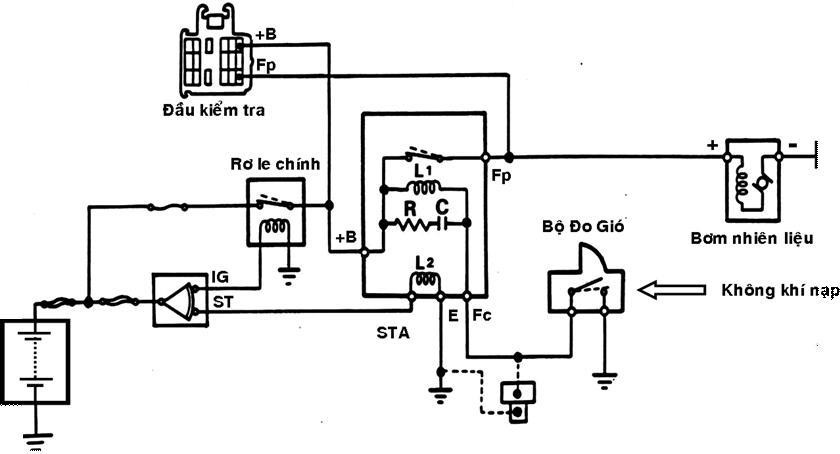 +B
Fp
Đầu kiểm tra
Rơ le chính
L1
Fp
+
-
R C
Bộ Đo Gió
Bơm nhiên liệu
+B
IG
L2
ST
Không khí nạp
STA
E
Fc